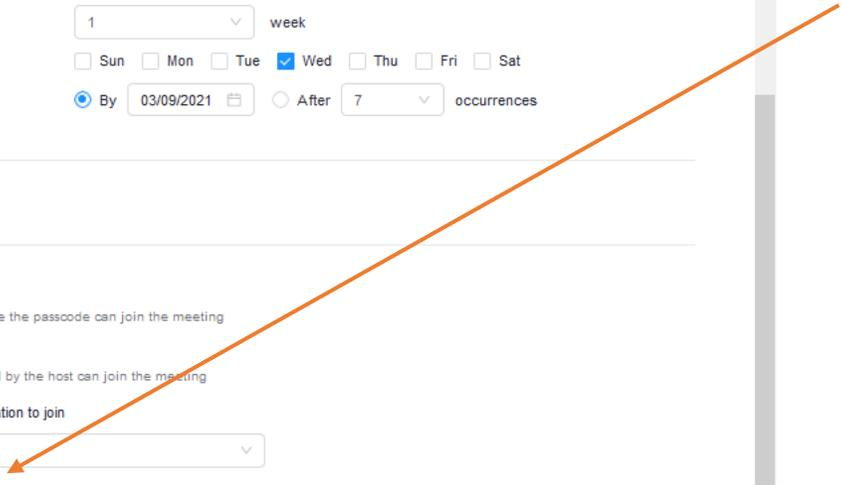 1 week
Sun Mon Tue Wed Thu Fri Sat
By 03/09/2021 After 7 occurrences
e the passcode can join the meeting
by the host can join the meeting
tion to join